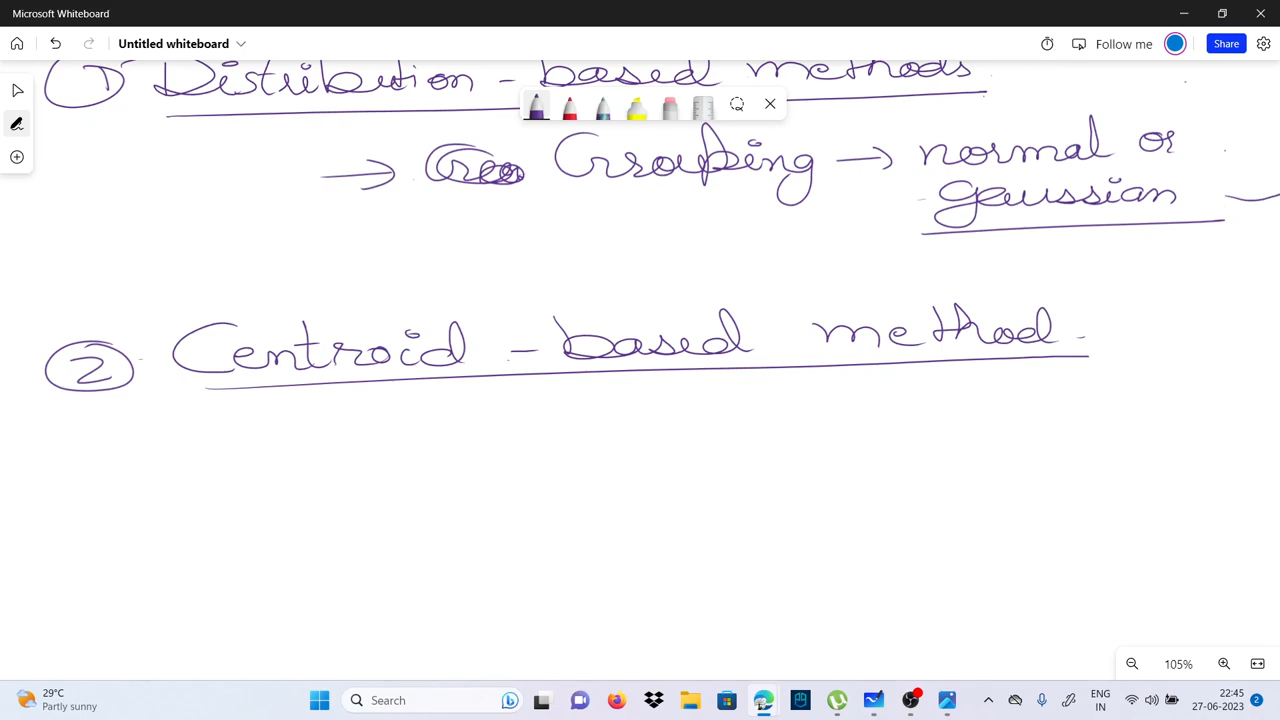 Microsoft Whiteboard
Untitled whiteboard
Follow me
Share
① Distribution - based methods
→ Grouping → normal or
gaussian
② Centroid - based method
105%
29°C
Partly sunny
Search
ENG
IN
22:45
27-06-2023
2